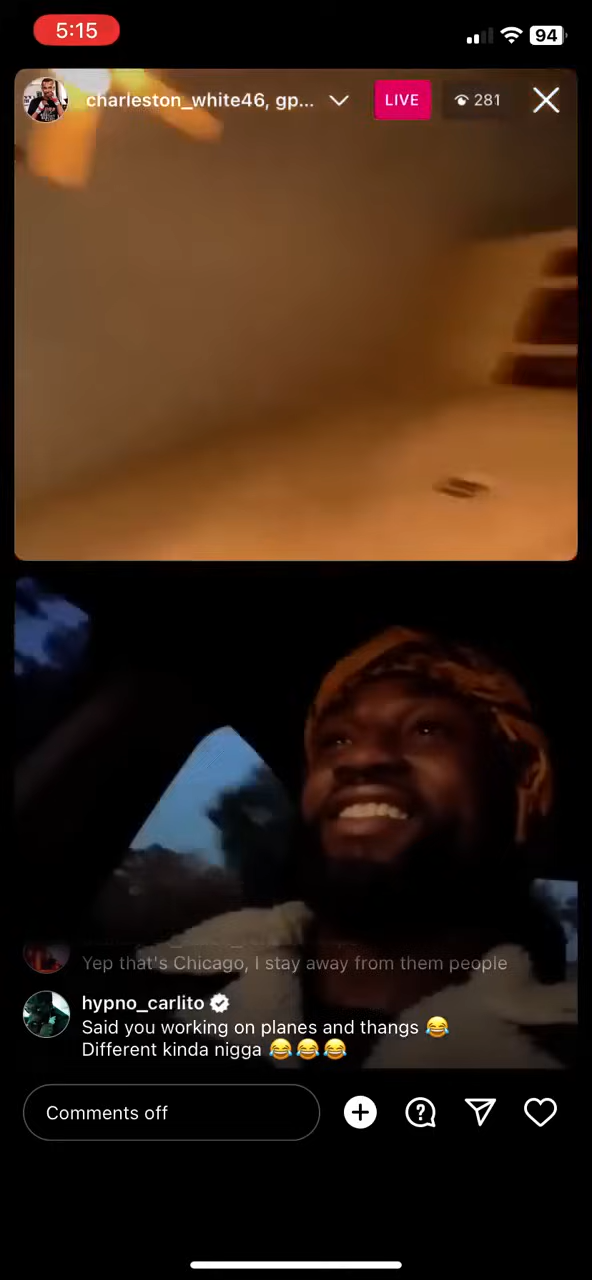 5:15
94
charleston_white46, gp...
LIVE
281
Yep that's Chicago, I stay away from them people
hypno_carlito
Said you working on planes and thangs 😂
Different kinda nigga 😂😂😂
Comments off